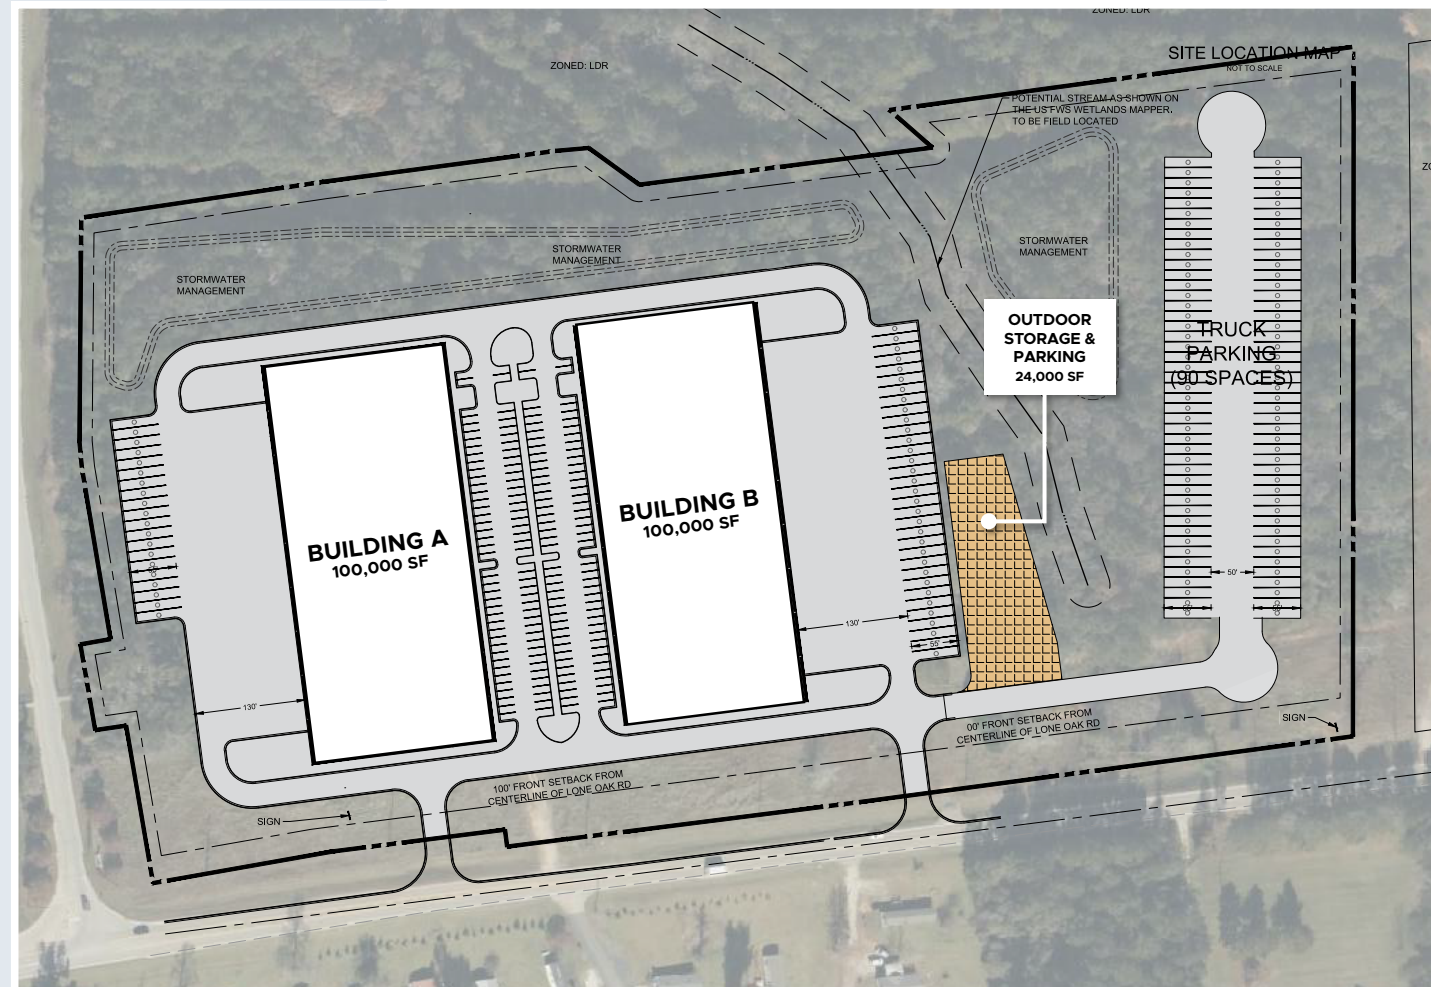 ZONED: LDR
SITE LOCATION MAP
NOT TO SCALE
ZONED: LDR
POTENTIAL STREAM AS SHOWN ON
THE US FWS WETLANDS MAPPER.
TO BE FIELD LOCATED
STORMWATER
MANAGEMENT
STORMWATER
MANAGEMENT
STORMWATER
MANAGEMENT
OUTDOOR
STORAGE &
PARKING
24,000 SF
TRUCK
PARKING
(90 SPACES)
BUILDING A
100,000 SF
BUILDING B
100,000 SF
50'
130'
55'
130'
00' FRONT SETBACK FROM
CENTERLINE OF LONE OAK RD
SIGN
100' FRONT SETBACK FROM
CENTERLINE OF LONE OAK RD
SIGN